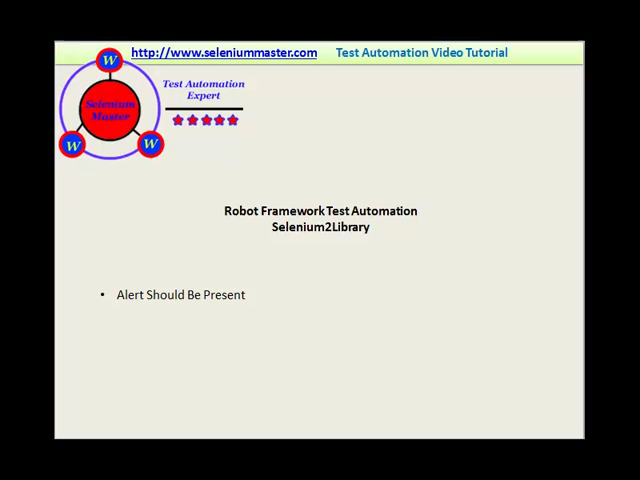 http://www.seleniummaster.com Test Automation Video Tutorial
W
Selenium
Master
W
W
Test Automation
Expert
Robot Framework Test Automation
Selenium2Library
• Alert Should Be Present